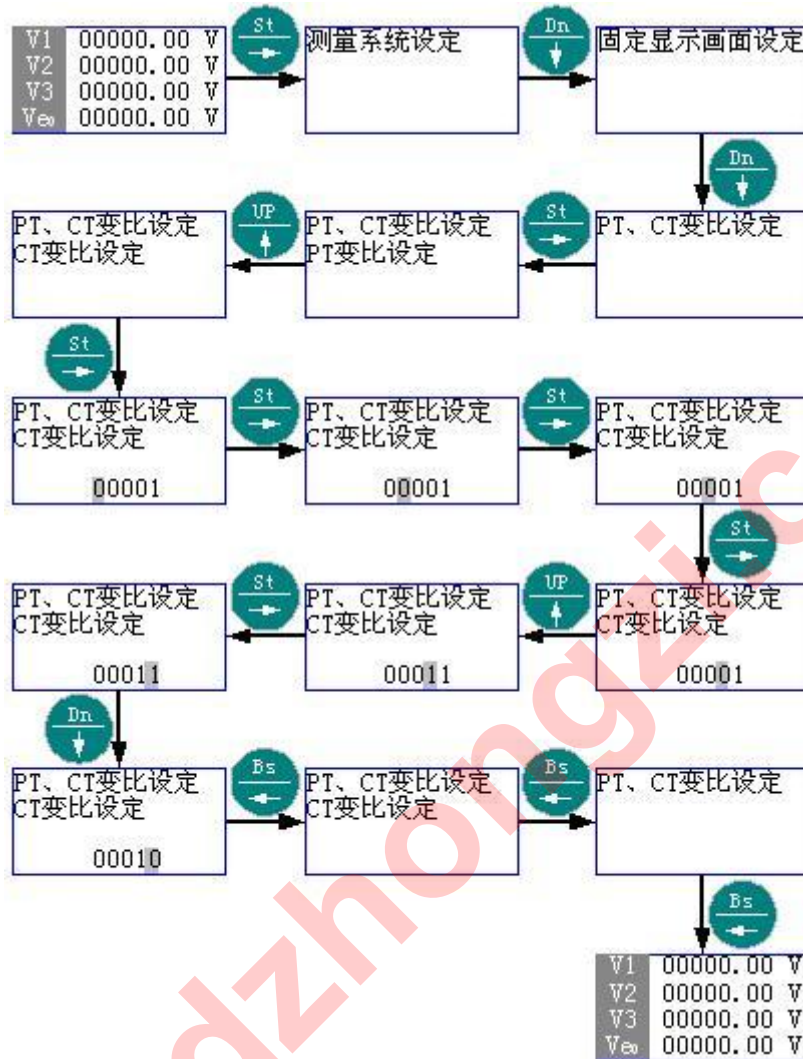 V1 00000.00 V
V2 00000.00 V
V3 00000.00 V
Veo 00000.00 V
St
测量系统设定
Dn
固定显示画面设定
Dn
PT、CT变比设定
St
PT、CT变比设定
PT变比设定
UP
PT、CT变比设定
CT变比设定
St
PT、CT变比设定
CT变比设定
00001
St
PT、CT变比设定
CT变比设定
00001
St
PT、CT变比设定
CT变比设定
00001
St
PT、CT变比设定
CT变比设定
00001
UP
PT、CT变比设定
CT变比设定
00011
St
PT、CT变比设定
CT变比设定
00011
Dn
PT、CT变比设定
CT变比设定
00010
Bs
PT、CT变比设定
CT变比设定
Bs
PT、CT变比设定
Bs
V1 00000.00 V
V2 00000.00 V
V3 00000.00 V
Veo 00000.00 V
dzhongzi.c